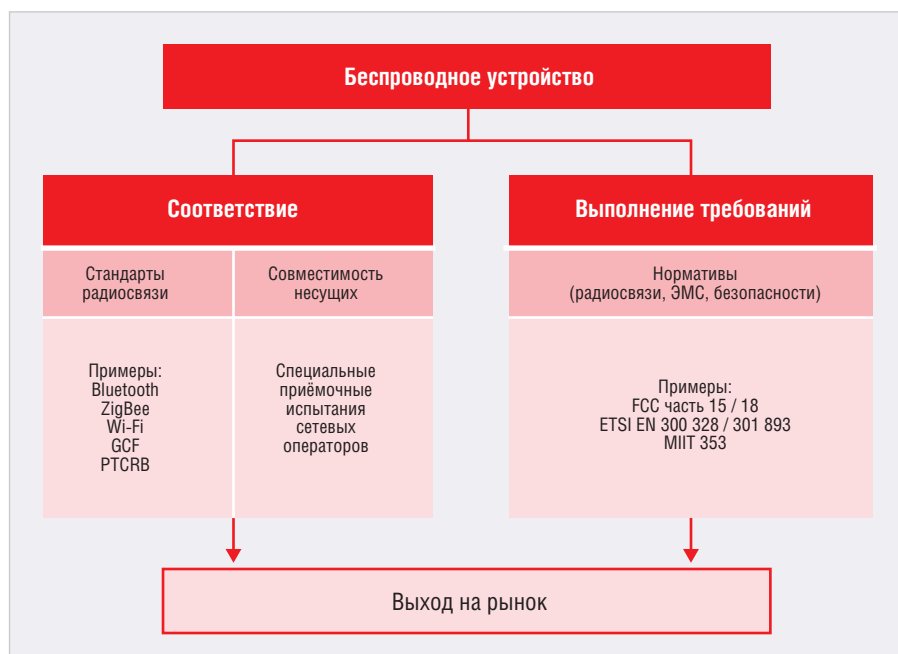 Беспроводное устройство
Соответствие
Стандарты
радиосвязи
Совместимость
несущих
Примеры:
Bluetooth
ZigBee
Wi-Fi
GCF
PTCRB
Специальные
приёмочные
испытания
сетевых
операторов
Выполнение требований
Нормативы
(радиосвязи, ЭМС, безопасности)
Примеры:
FCC часть 15 / 18
ETSI EN 300 328 / 301 893
MIIT 353
Выход на рынок